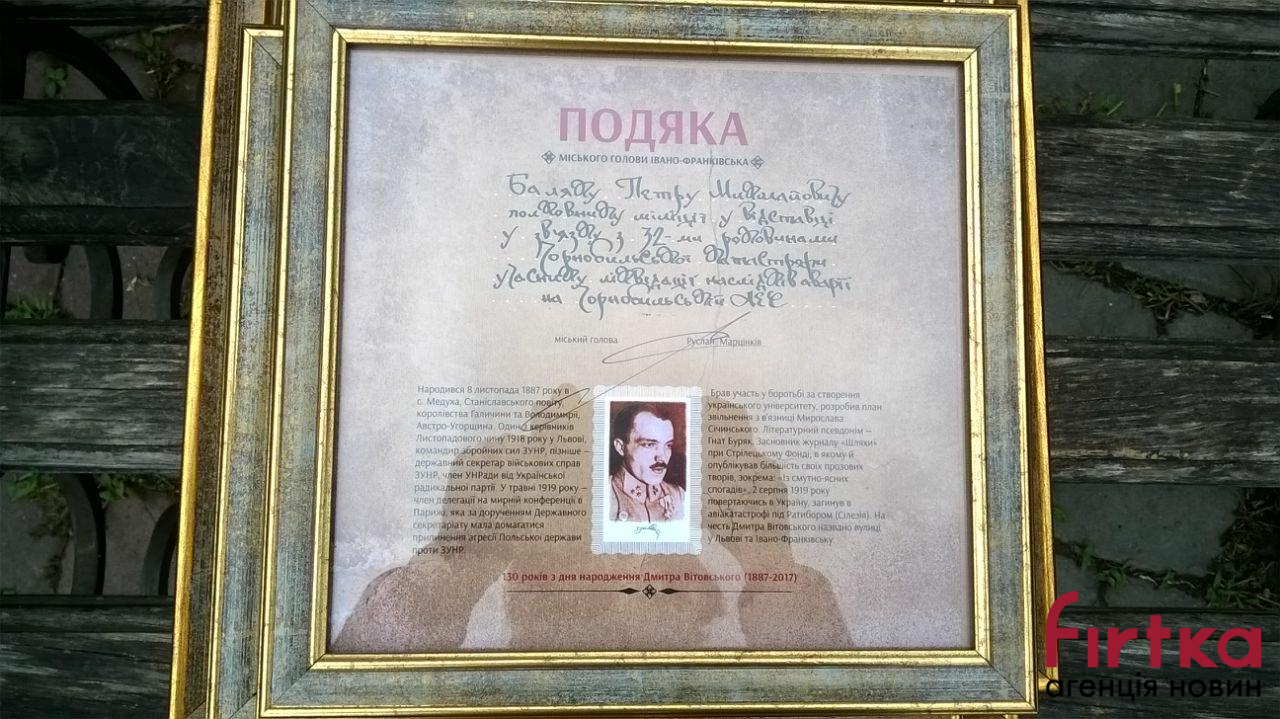 ПОДЯКА
МІСЬКОГО ГОЛОВИ ІВАНО-ФРАНКІВСЬКА
Петру Миколайовичу
полковнику міліції у відставці
у зв'язку з 32-ми роковинами
Чорнобильської катастрофи
учаснику ліквідації наслідків аварії
на Чорнобильській АЕС
міський голова Руслан Марцінків
Народився 8 листопада 1887 року в
с. Медуха, Станіславського повіту,
королівства Галичини та Володимирії,
Австро-Угорщина. Один з керівників
Листопадового чину 1918 року у Львові,
командир збройних сил ЗУНР, пізніше –
державний секретар військових справ
ЗУНР, член УНРади від Української
радикальної партії. У травні 1919 року –
член делегації на мирній конференції в
Парижі, яка за дорученням Державного
секретаріату мала домагатися
припинення агресії Польської держави
проти ЗУНР.
Брав участь у боротьбі за створення
українського університету, розробив план
звільнення з в'язниці Мирослава
Січинського. Літературний псевдонім –
Гнат Буряк. Засновник журналу «Шляхи»
при Стрілецькому Фонді, в якому й
опублікував більшість своїх прозових
творів, зокрема: «Із смутно-ясних
спогадів». 2 серпня 1919 року
повертаючись в Україну, загинув в
авіакатастрофі під Ратибором (Сілезія). На
честь Дмитра Вітовського названо вулиці
у Львові та Івано-Франківську.
130 років з дня народження Дмитра Вітовського (1887-2017)
fırtka
агенція новин